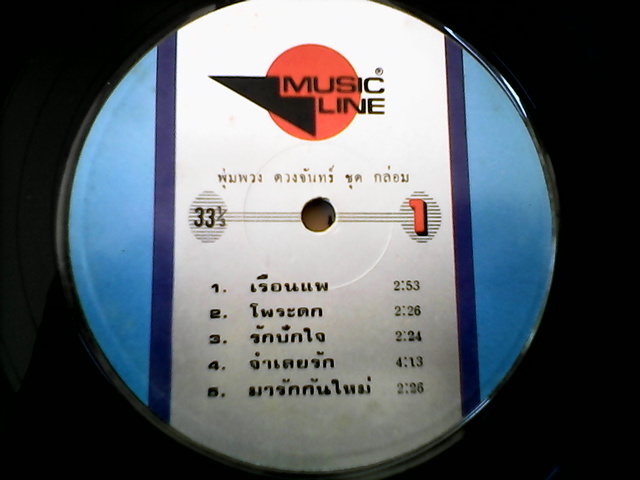 MUSIC®
LINE
พุ่มพวง ดวงจันทร์ ชุด กล่อม
33⅓ 1
1. เรือนแพ 2:53
2. โพระดก 2:26
3. รักบักใจ 2:24
4. จำเลยรัก 4:13
5. มารักกันใหม่ 2:26